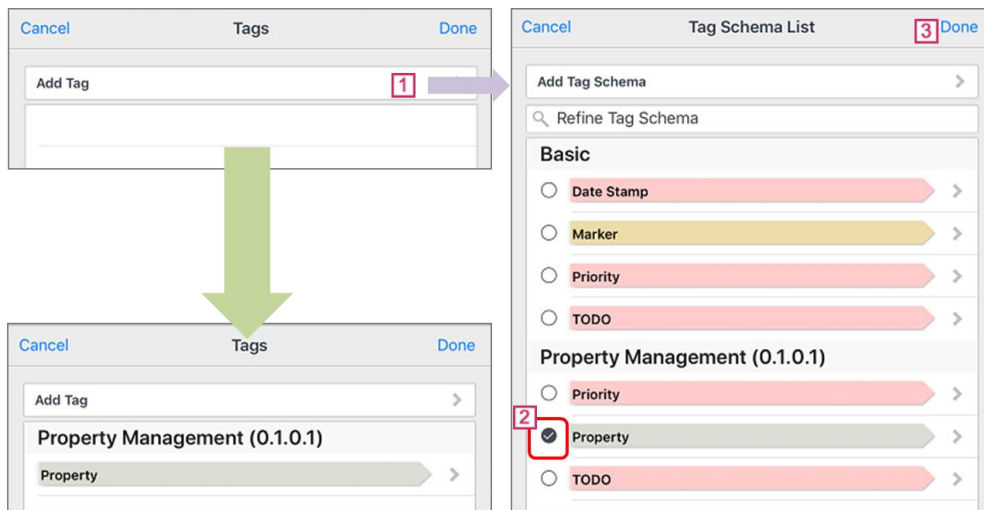 Cancel Tags Done
Add Tag 1
Cancel Tag Schema List 3 Done
Add Tag Schema
Refine Tag Schema
Basic
Date Stamp
Marker
Priority
TODO
Property Management (0.1.0.1)
Priority
2
Property
TODO
Cancel Tags Done
Add Tag
Property Management (0.1.0.1)
Property